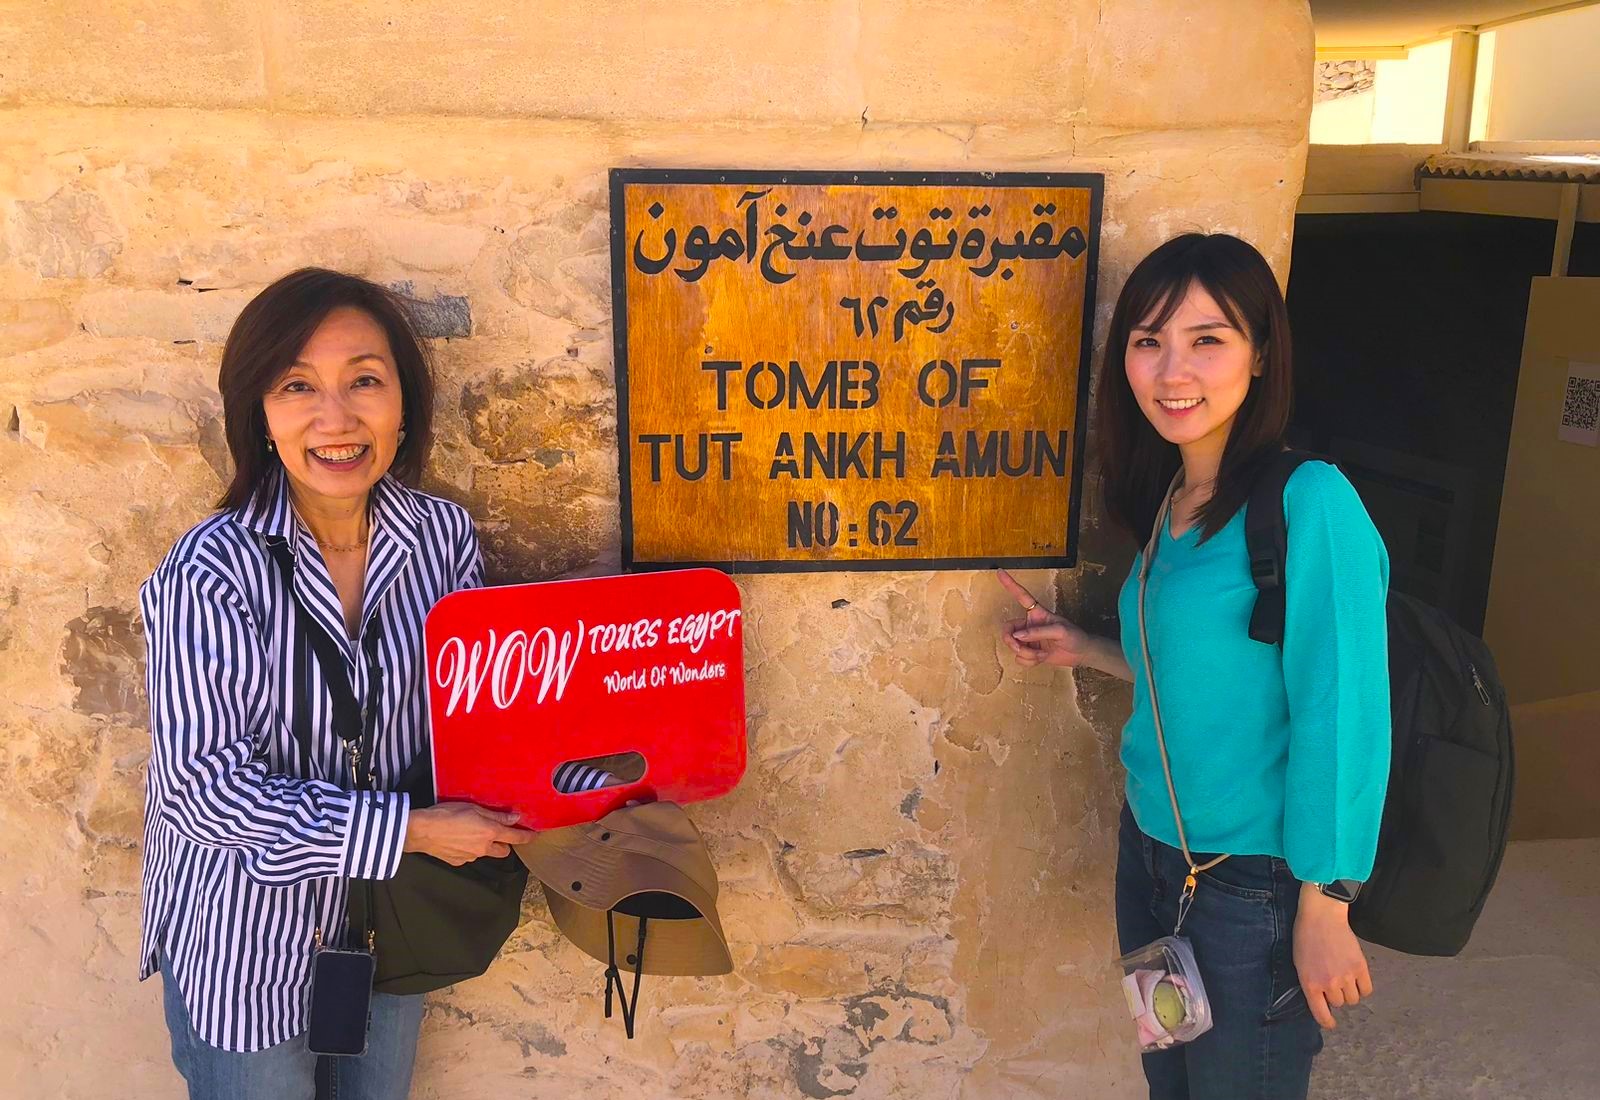 مقبرة توت عنخ آمون
رقم ٦٢
TOMB OF
TUT ANKH AMUN
NO: 62
WOW TOURS EGYPT
World Of Wonders